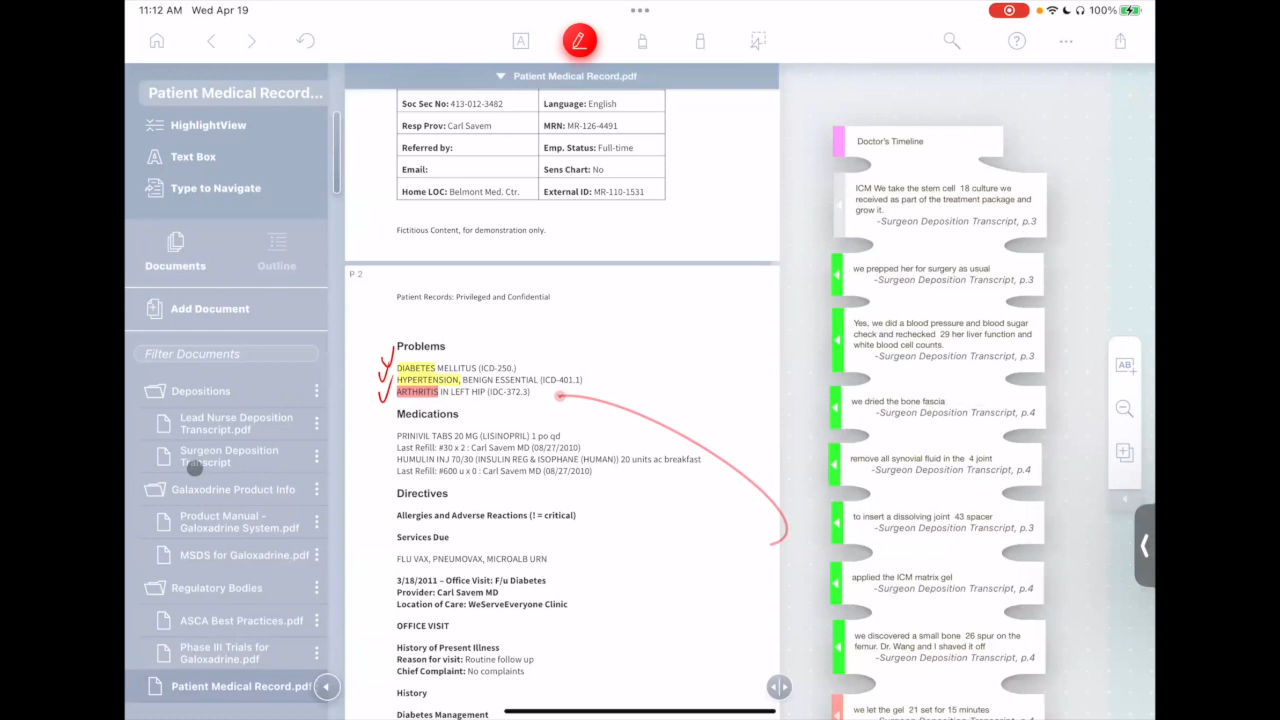 11:12 AM Wed Apr 19
100%
A
?
Patient Medical Record...
HighlightView
A Text Box
Type to Navigate
Documents
Outline
Add Document
Filter Documents
Depositions
Lead Nurse Deposition
Transcript.pdf
Surgeon Deposition
Transcript
Galaxodrine Product Info
Product Manual -
Galoxadrine System.pdf
MSDS for Galoxadrine.pdf
Regulatory Bodies
ASCA Best Practices.pdf
Phase III Trials for
Galoxadrine.pdf
Patient Medical Record.pdf
Patient Medical Record.pdf
Soc Sec No: 413-012-3482 Language: English
Resp Prov: Carl Savem MRN: MR-126-4491
Referred by: Emp. Status: Full-time
Email: Sens Chart: No
Home LOC: Belmont Med. Ctr. External ID: MR-110-1531
Fictitious Content, for demonstration only.
P 2
Patient Records: Privileged and Confidential
Problems
DIABETES MELLITUS (ICD-250.)
HYPERTENSION, BENIGN ESSENTIAL (ICD-401.1)
ARTHRITIS IN LEFT HIP (IDC-372.3)
Medications
PRINIVIL TABS 20 MG (LISINOPRIL) 1 po qd
Last Refill: #30 x 2 : Carl Savem MD (08/27/2010)
HUMULIN INJ 70/30 (INSULIN REG & ISOPHANE (HUMAN)) 20 units ac breakfast
Last Refill: #600 u x 0 : Carl Savem MD (08/27/2010)
Directives
Allergies and Adverse Reactions (! = critical)
Services Due
FLU VAX, PNEUMOVAX, MICROALB URN
3/18/2011 – Office Visit: F/u Diabetes
Provider: Carl Savem MD
Location of Care: WeServeEveryone Clinic
OFFICE VISIT
History of Present Illness
Reason for visit: Routine follow up
Chief Complaint: No complaints
History
Diabetes Management
Doctor's Timeline
ICM We take the stem cell 18 culture we
received as part of the treatment package and
grow it.
-Surgeon Deposition Transcript, p.3
we prepped her for surgery as usual
-Surgeon Deposition Transcript, p.3
Yes, we did a blood pressure and blood sugar
check and rechecked 29 her liver function and
white blood cell counts.
-Surgeon Deposition Transcript, p.3
we dried the bone fascia
-Surgeon Deposition Transcript, p.4
remove all synovial fluid in the 4 joint
-Surgeon Deposition Transcript, p.4
to insert a dissolving joint 43 spacer
-Surgeon Deposition Transcript, p.3
applied the ICM matrix gel
-Surgeon Deposition Transcript, p.4
we discovered a small bone 26 spur on the
femur. Dr. Wang and I shaved it off
-Surgeon Deposition Transcript, p.4
we let the gel 21 set for 15 minutes
-Surgeon Deposition Transcript, p.4
AB